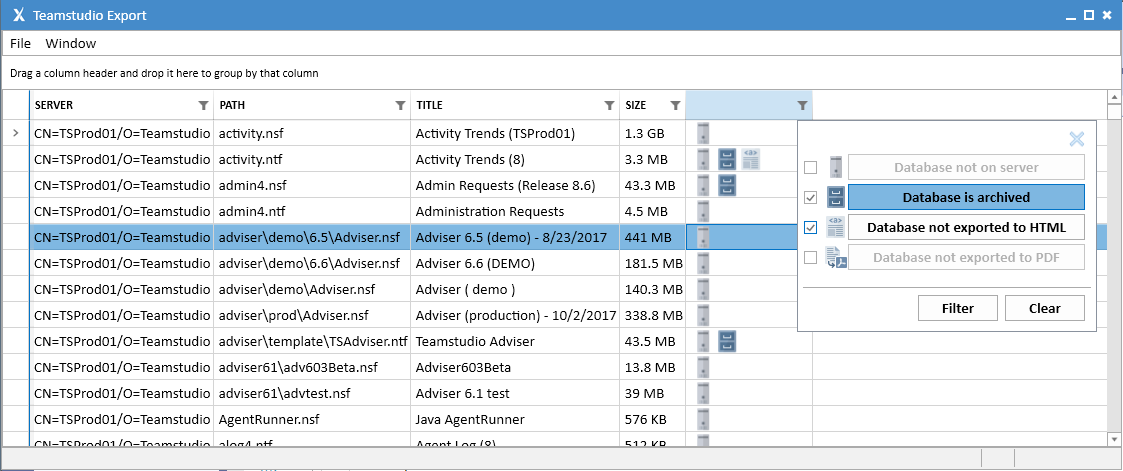 Teamstudio Export
File Window
Drag a column header and drop it here to group by that column
SERVER PATH TITLE SIZE
CN=TSProd01/O=Teamstudio activity.nsf Activity Trends (TSProd01) 1.3 GB
CN=TSProd01/O=Teamstudio activity.ntf Activity Trends (8) 3.3 MB
CN=TSProd01/O=Teamstudio admin4.nsf Admin Requests (Release 8.6) 43.3 MB
CN=TSProd01/O=Teamstudio admin4.ntf Administration Requests 4.5 MB
CN=TSProd01/O=Teamstudio adviser\demo\6.5\Adviser.nsf Adviser 6.5 (demo) - 8/23/2017 441 MB
CN=TSProd01/O=Teamstudio adviser\demo\6.6\Adviser.nsf Adviser 6.6 (DEMO) 181.5 MB
CN=TSProd01/O=Teamstudio adviser\demo\Adviser.nsf Adviser ( demo ) 140.3 MB
CN=TSProd01/O=Teamstudio adviser\prod\Adviser.nsf Adviser (production) - 10/2/2017 338.8 MB
CN=TSProd01/O=Teamstudio adviser\template\TSAdviser.ntf Teamstudio Adviser 43.5 MB
CN=TSProd01/O=Teamstudio adviser61\adv603Beta.nsf Adviser603Beta 13.8 MB
CN=TSProd01/O=Teamstudio adviser61\advtest.nsf Adviser 6.1 test 39 MB
CN=TSProd01/O=Teamstudio AgentRunner.nsf Java AgentRunner 576 KB
CN=TSProd01/O=Teamstudio alog4.ntf Agent Log (8) 512 KB
Database not on server
Database is archived
Database not exported to HTML
Database not exported to PDF
Filter Clear